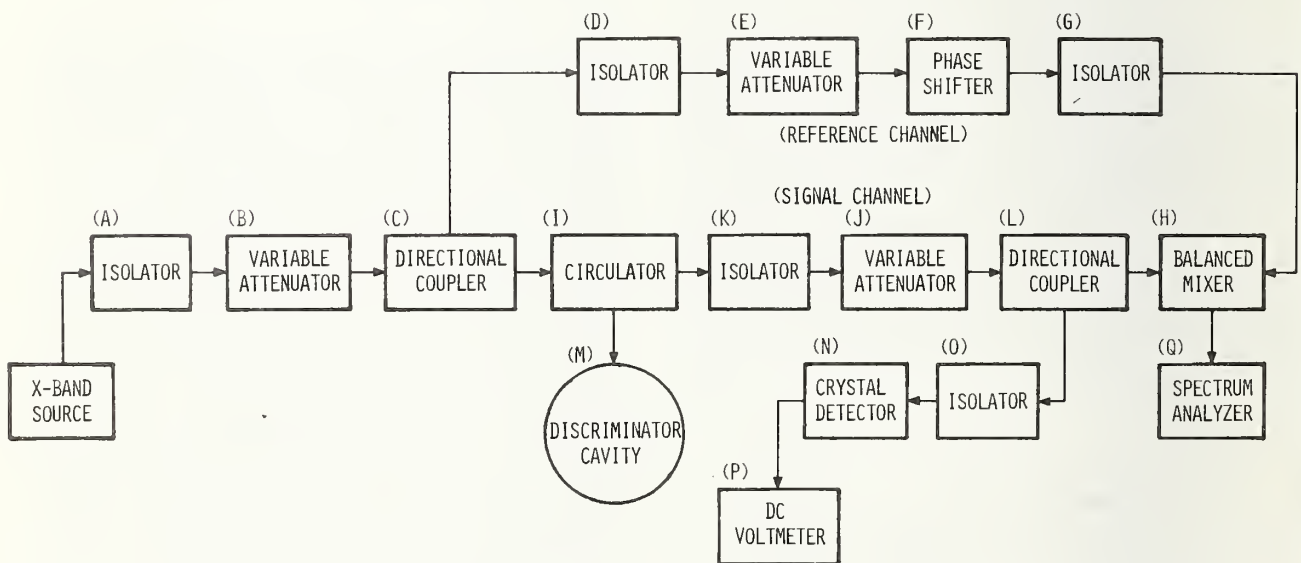 (D)
(E)
(F)
(G)
ISOLATOR
VARIABLE
ATTENUATOR
PHASE
SHIFTER
ISOLATOR
(REFERENCE CHANNEL)
(SIGNAL CHANNEL)
(A)
(B)
(C)
(I)
(K)
(J)
(L)
(H)
ISOLATOR
VARIABLE
ATTENUATOR
DIRECTIONAL
COUPLER
CIRCULATOR
ISOLATOR
VARIABLE
ATTENUATOR
DIRECTIONAL
COUPLER
BALANCED
MIXER
X-BAND
SOURCE
(M)
DISCRIMINATOR
CAVITY
(N)
CRYSTAL
DETECTOR
(O)
ISOLATOR
(Q)
SPECTRUM
ANALYZER
(P)
DC
VOLTMETER